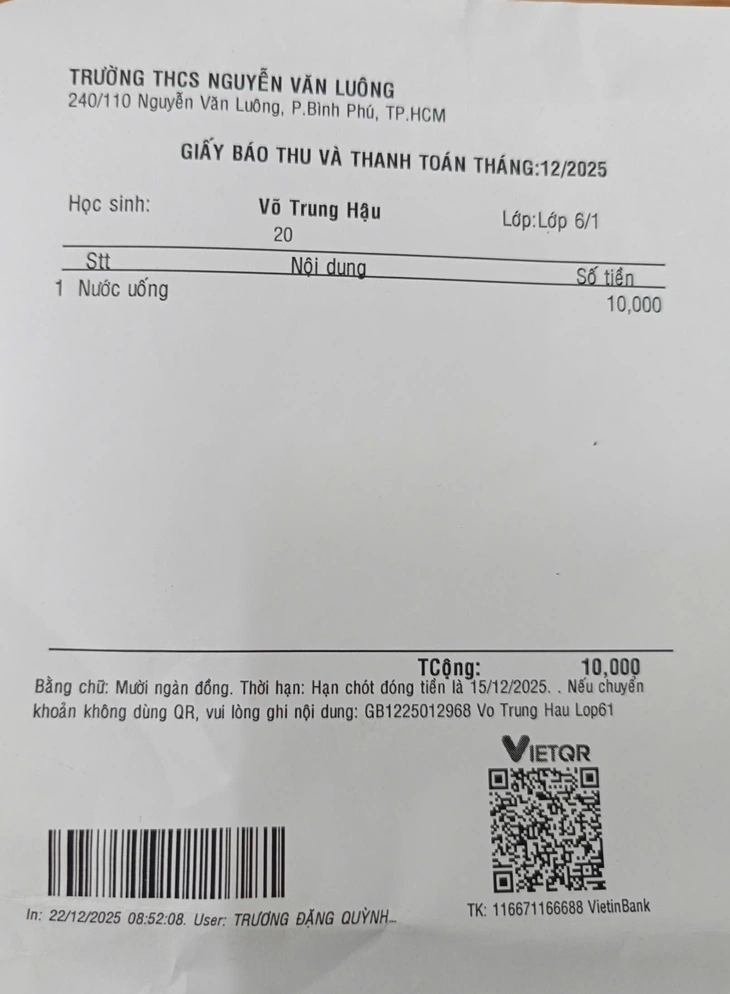 TRƯỜNG THCS NGUYỄN VĂN LUÔNG
240/110 Nguyễn Văn Luông, P.Bình Phú, TP.HCM
GIẤY BÁO THU VÀ THANH TOÁN THÁNG:12/2025
Học sinh: Võ Trung Hậu Lớp:Lớp 6/1
20
Stt Nội dung Số tiền
1 Nước uống 10,000
TCộng: 10,000
Bằng chữ: Mười ngàn đồng. Thời hạn: Hạn chót đóng tiền là 15/12/2025. . Nếu chuyển
khoản không dùng QR, vui lòng ghi nội dung: GB1225012968 Vo Trung Hau Lop61
VIETQR
TK: 116671166688 VietinBank
In: 22/12/2025 08:52:08. User: TRƯƠNG ĐẶNG QUỲNH...